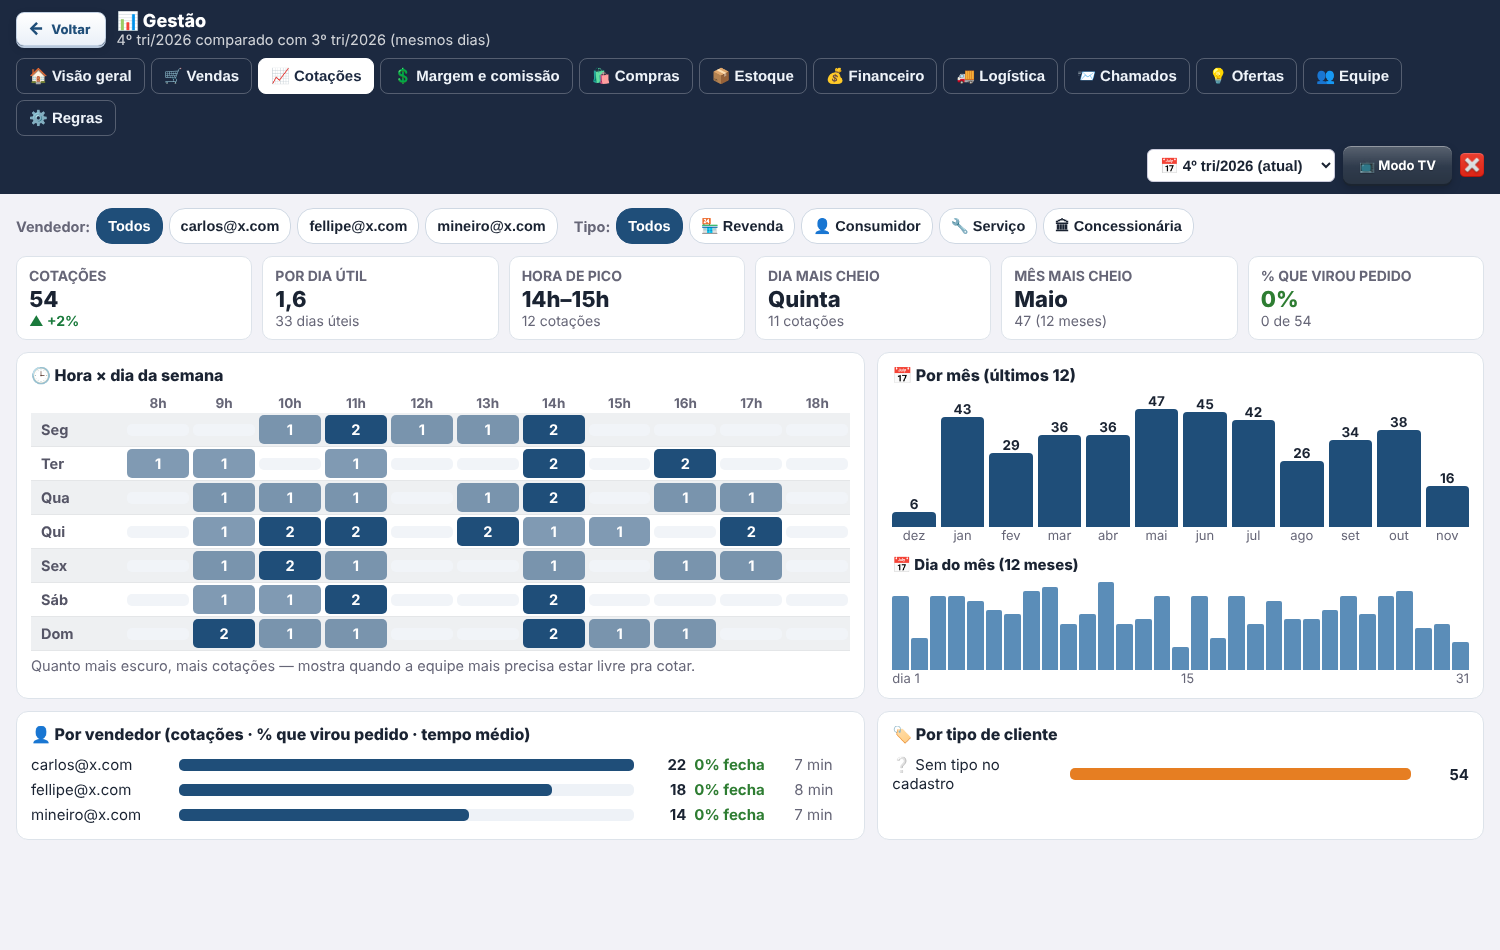 Voltar
📊 Gestão
4º tri/2026 comparado com 3º tri/2026 (mesmos dias)
🏠 Visão geral
🛒 Vendas
📈 Cotações
💲 Margem e comissão
🛍️ Compras
📦 Estoque
💰 Financeiro
🚚 Logística
📨 Chamados
💡 Ofertas
👥 Equipe
⚙️ Regras
📅 4º tri/2026 (atual)
📺 Modo TV
Vendedor: Todos carlos@x.com fellipe@x.com mineiro@x.com Tipo: Todos 🏪 Revenda 👤 Consumidor 🔧 Serviço 🏛 Concessionária
COTAÇÕES
54
▲ +2%
POR DIA ÚTIL
1,6
33 dias úteis
HORA DE PICO
14h–15h
12 cotações
DIA MAIS CHEIO
Quinta
11 cotações
MÊS MAIS CHEIO
Maio
47 (12 meses)
% QUE VIROU PEDIDO
0%
0 de 54
🕒 Hora × dia da semana
8h 9h 10h 11h 12h 13h 14h 15h 16h 17h 18h
Seg 1 2 1 1 2
Ter 1 1 1 2 2
Qua 1 1 1 1 2 1 1
Qui 1 2 2 2 1 1 2
Sex 1 2 1 1 1 1
Sáb 1 1 2 2
Dom 2 1 1 2 1 1
Quanto mais escuro, mais cotações — mostra quando a equipe mais precisa estar livre pra cotar.
📅 Por mês (últimos 12)
6 43 29 36 36 47 45 42 26 34 38 16
dez jan fev mar abr mai jun jul ago set out nov
📅 Dia do mês (12 meses)
dia 1 15 31
👤 Por vendedor (cotações · % que virou pedido · tempo médio)
carlos@x.com 22 0% fecha 7 min
fellipe@x.com 18 0% fecha 8 min
mineiro@x.com 14 0% fecha 7 min
🏷️ Por tipo de cliente
❔ Sem tipo no
cadastro
54